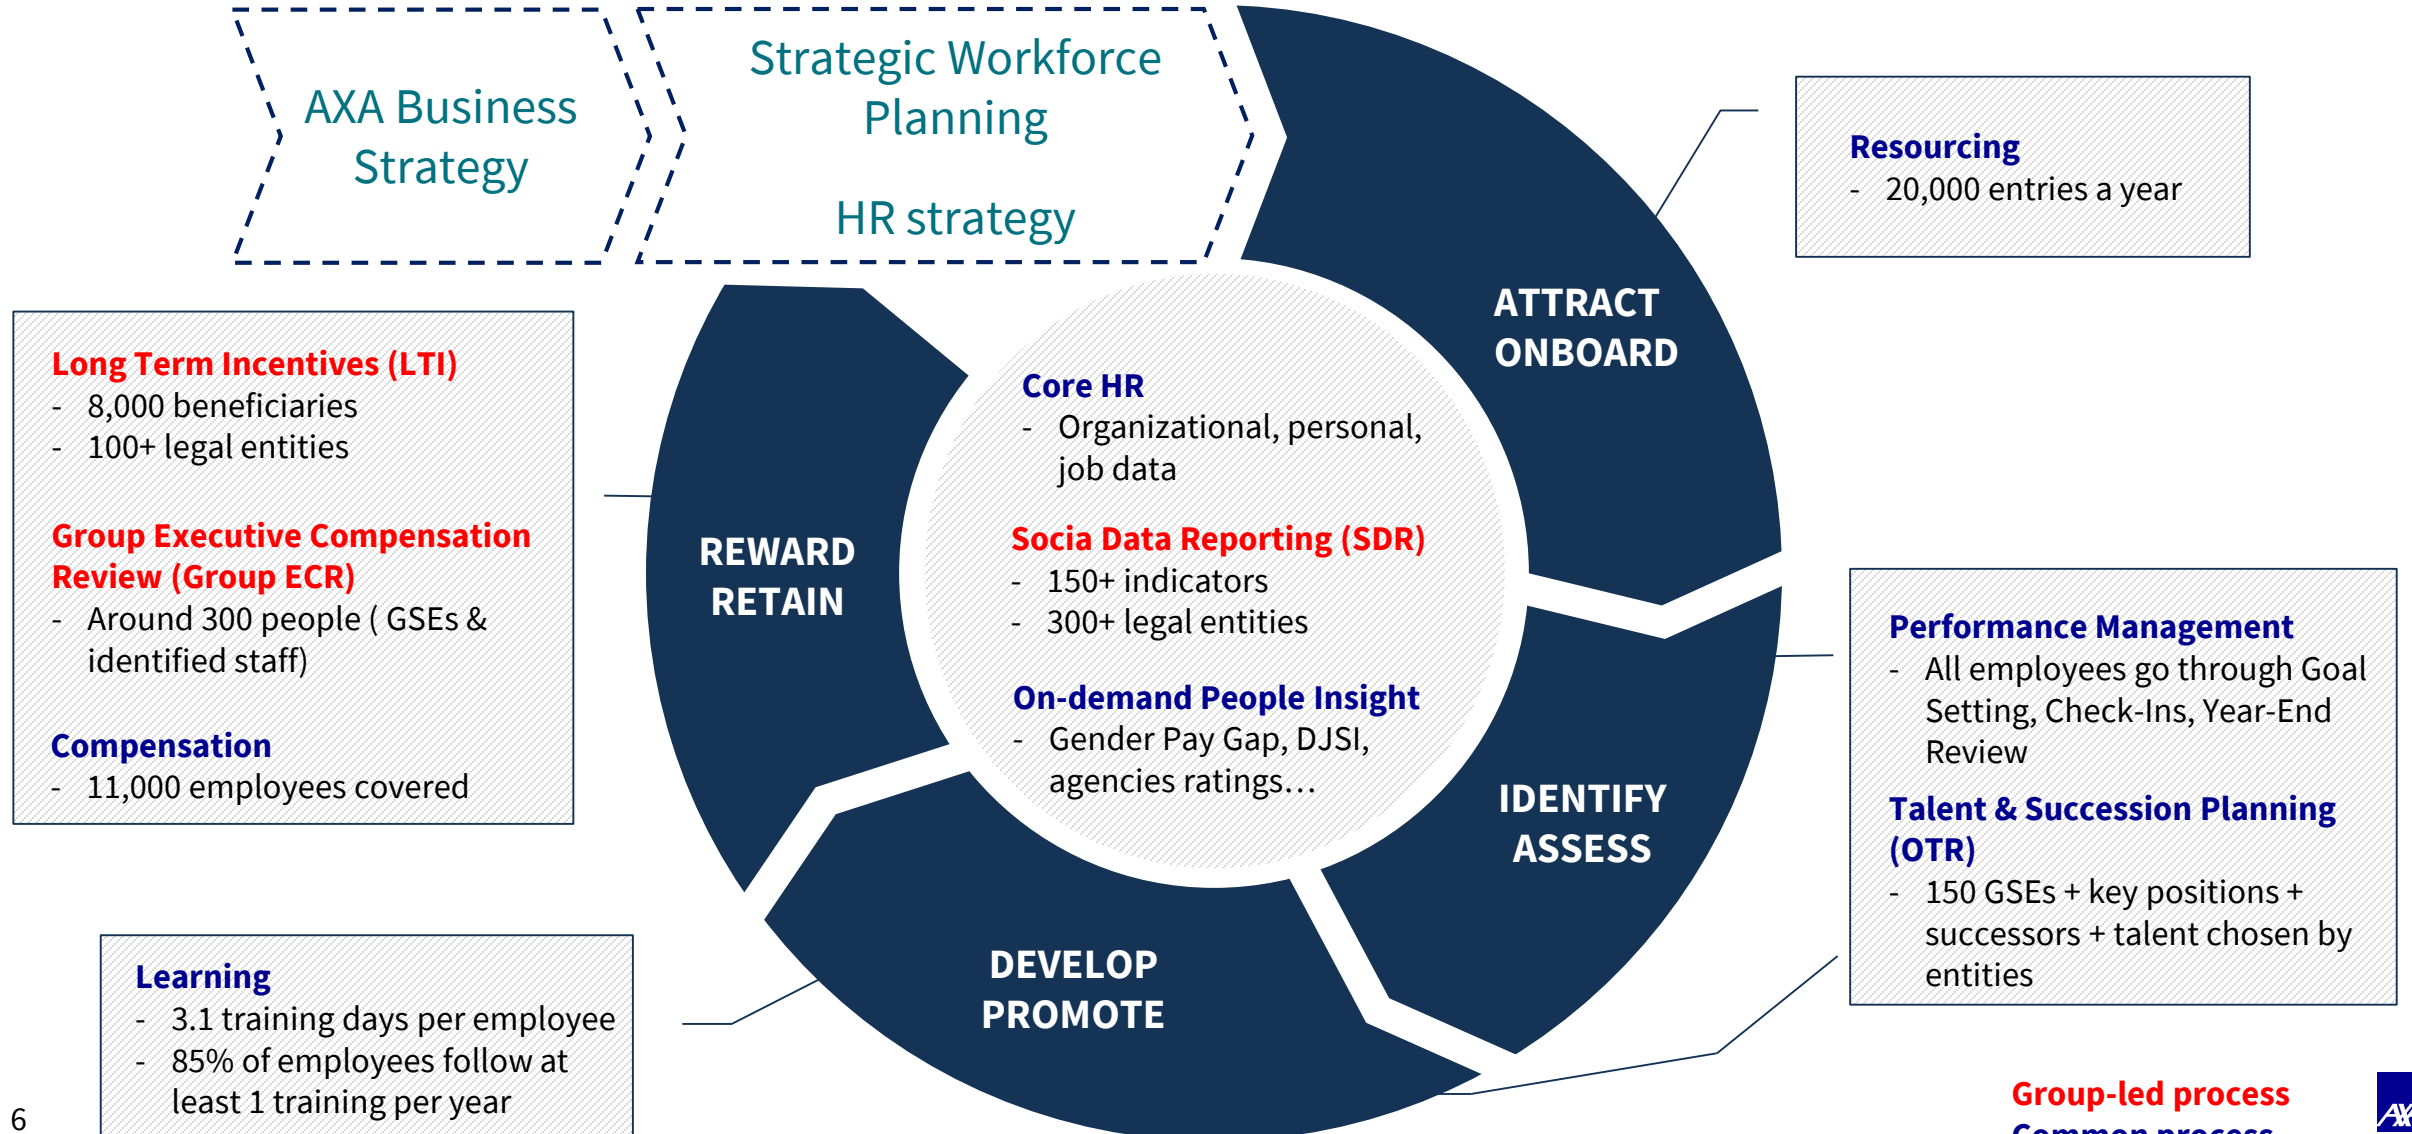 AXA Business
Strategy
Strategic Workforce
Planning
HR strategy
Resourcing
- 20,000 entries a year
ATTRACT
ONBOARD
Long Term Incentives (LTI)
- 8,000 beneficiaries
- 100+ legal entities
Group Executive Compensation
Review (Group ECR)
- Around 300 people ( GSEs &
identified staff)
Compensation
- 11,000 employees covered
REWARD
RETAIN
Core HR
- Organizational, personal,
job data
Socia Data Reporting (SDR)
- 150+ indicators
- 300+ legal entities
On-demand People Insight
- Gender Pay Gap, DJSI,
agencies ratings…
IDENTIFY
ASSESS
Performance Management
- All employees go through Goal
Setting, Check-Ins, Year-End
Review
Talent & Succession Planning
(OTR)
- 150 GSEs + key positions +
successors + talent chosen by
entities
DEVELOP
PROMOTE
Learning
- 3.1 training days per employee
- 85% of employees follow at
least 1 training per year
Group-led process
Common process
AXA
6